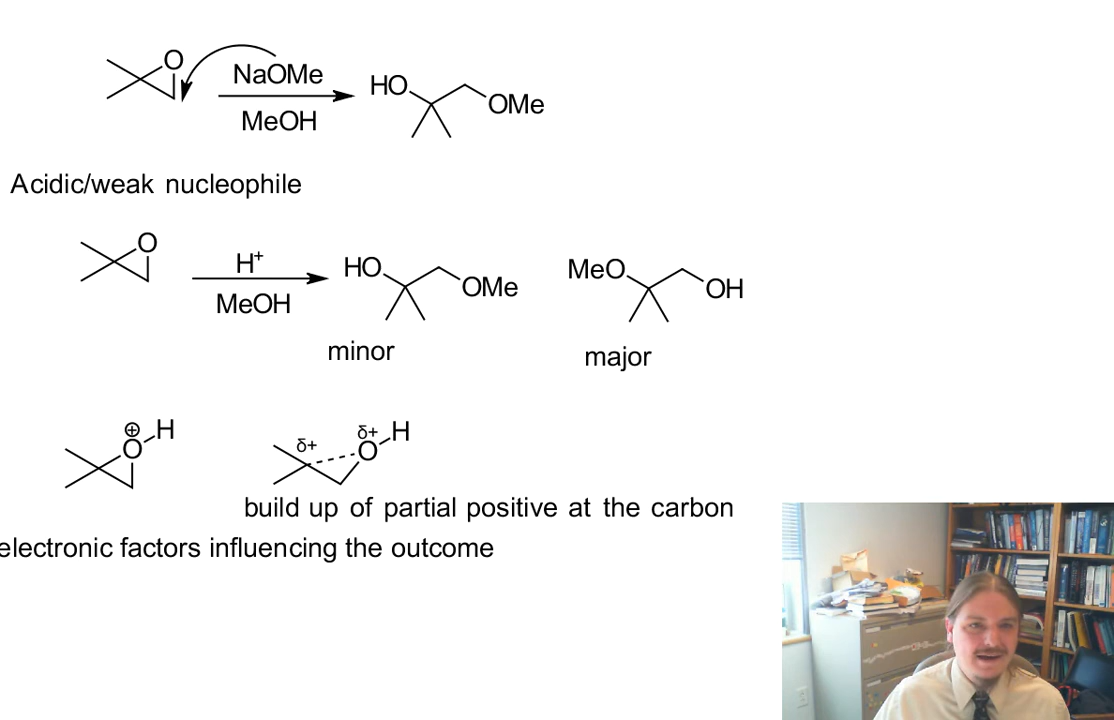 O
NaOMe
MeOH
HO
OMe
Acidic/weak nucleophile
O
H+
MeOH
HO
OMe
minor
MeO
OH
major
⊕
O
H
δ+
δ+
O
H
build up of partial positive at the carbon
electronic factors influencing the outcome